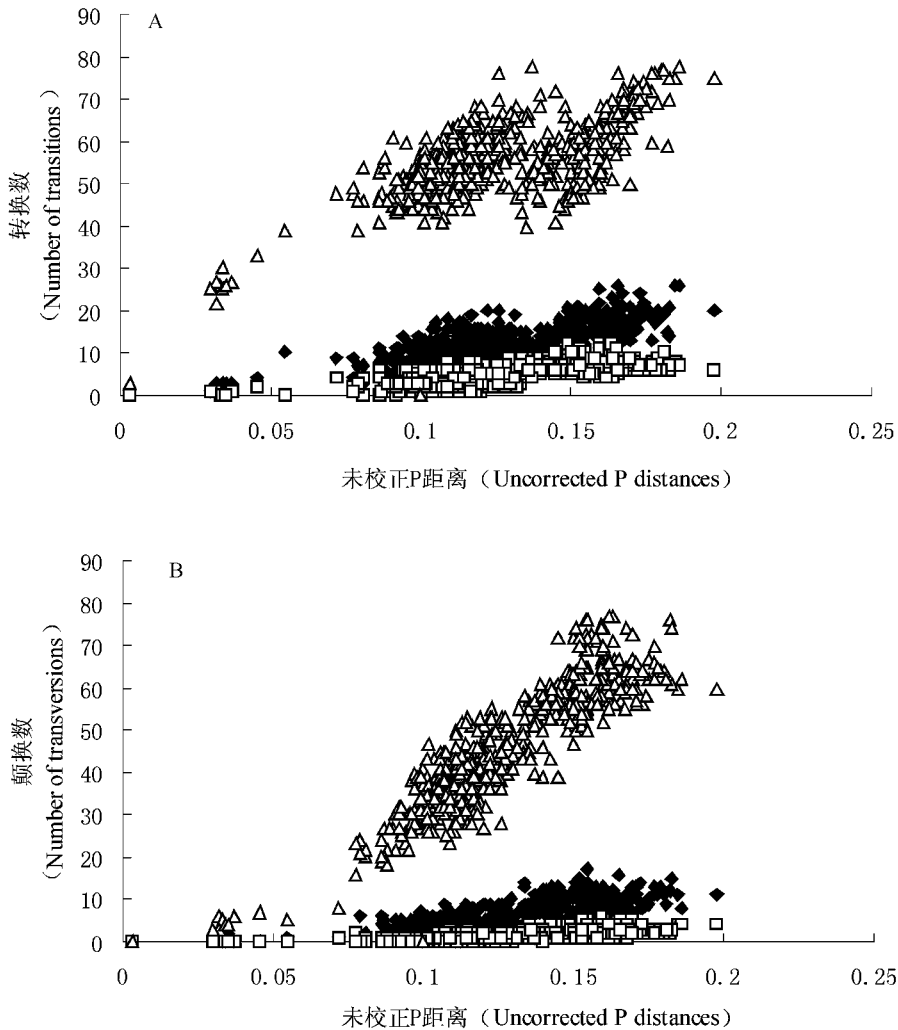 A
90
80
70
60
50
40
30
20
10
0
转换数
（Number of transitions）
0 0.05 0.1 0.15 0.2 0.25
未校正P距离（Uncorrected P distances）
B
90
80
70
60
50
40
30
20
10
0
颠换数
（Number of transversions）
0 0.05 0.1 0.15 0.2 0.25
未校正P距离（Uncorrected P distances）